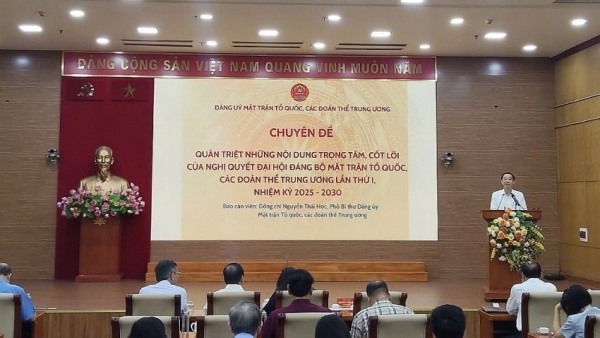 ĐẢNG CỘNG SẢN VIỆT NAM QUANG VINH MUÔN NĂM
ĐẢNG ỦY MẶT TRẬN TỔ QUỐC, CÁC ĐOÀN THỂ TRUNG ƯƠNG
CHUYÊN ĐỀ
QUÁN TRIỆT NHỮNG NỘI DUNG TRỌNG TÂM, CỐT LÕI
CỦA NGHỊ QUYẾT ĐẠI HỘI ĐẢNG BỘ MẶT TRẬN TỔ QUỐC,
CÁC ĐOÀN THỂ TRUNG ƯƠNG LẦN THỨ I,
NHIỆM KỲ 2025 - 2030
Báo cáo viên: Đồng chí Nguyễn Thái Học, Phó Bí thư Đảng ủy
Mặt trận Tổ quốc, các đoàn thể Trung ương